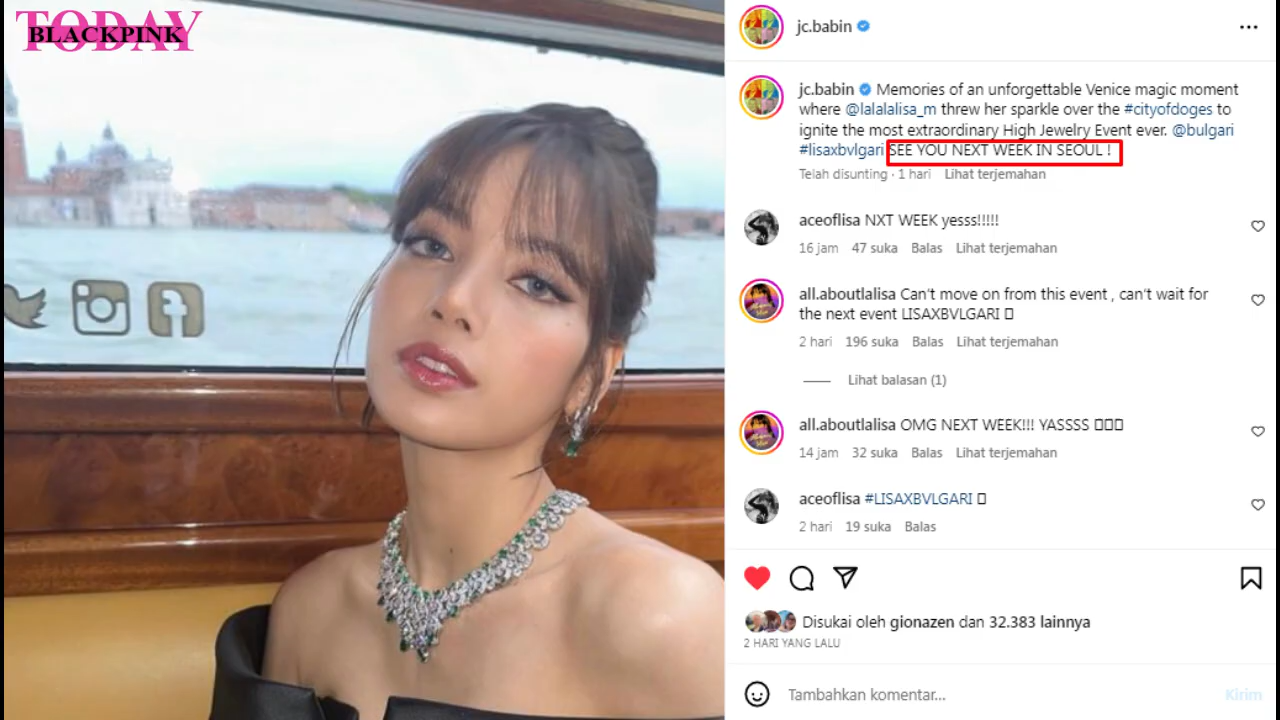 TODAY
BLACKPINK
jc.babin
jc.babin Memories of an unforgettable Venice magic moment
where @lalalalisa_m threw her sparkle over the #cityofdoges to
ignite the most extraordinary High Jewelry Event ever. @bulgari
#lisaxbvlgari SEE YOU NEXT WEEK IN SEOUL !
Telah disunting · 1 hari Lihat terjemahan
aceoflisa NXT WEEK yesss!!!!!
16 jam 47 suka Balas Lihat terjemahan
all.aboutlalisa Can't move on from this event , can't wait for
the next event LISAXBVLGARI
2 hari 196 suka Balas Lihat terjemahan
Lihat balasan (1)
all.aboutlalisa OMG NEXT WEEK!!! YASSSS
14 jam 32 suka Balas Lihat terjemahan
aceoflisa #LISAXBVLGARI
2 hari 19 suka Balas
Disukai oleh gionazen dan 32.383 lainnya
2 HARI YANG LALU
Tambahkan komentar...
Kirim